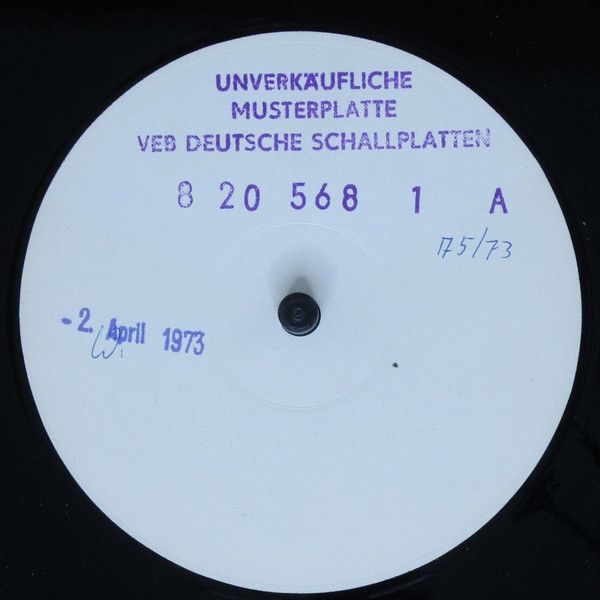 UNVERKÄUFLICHE
MUSTERPLATTE
VEB DEUTSCHE SCHALLPLATTEN
8 20 568 1 A
175/73
- 2. April 1973
W.